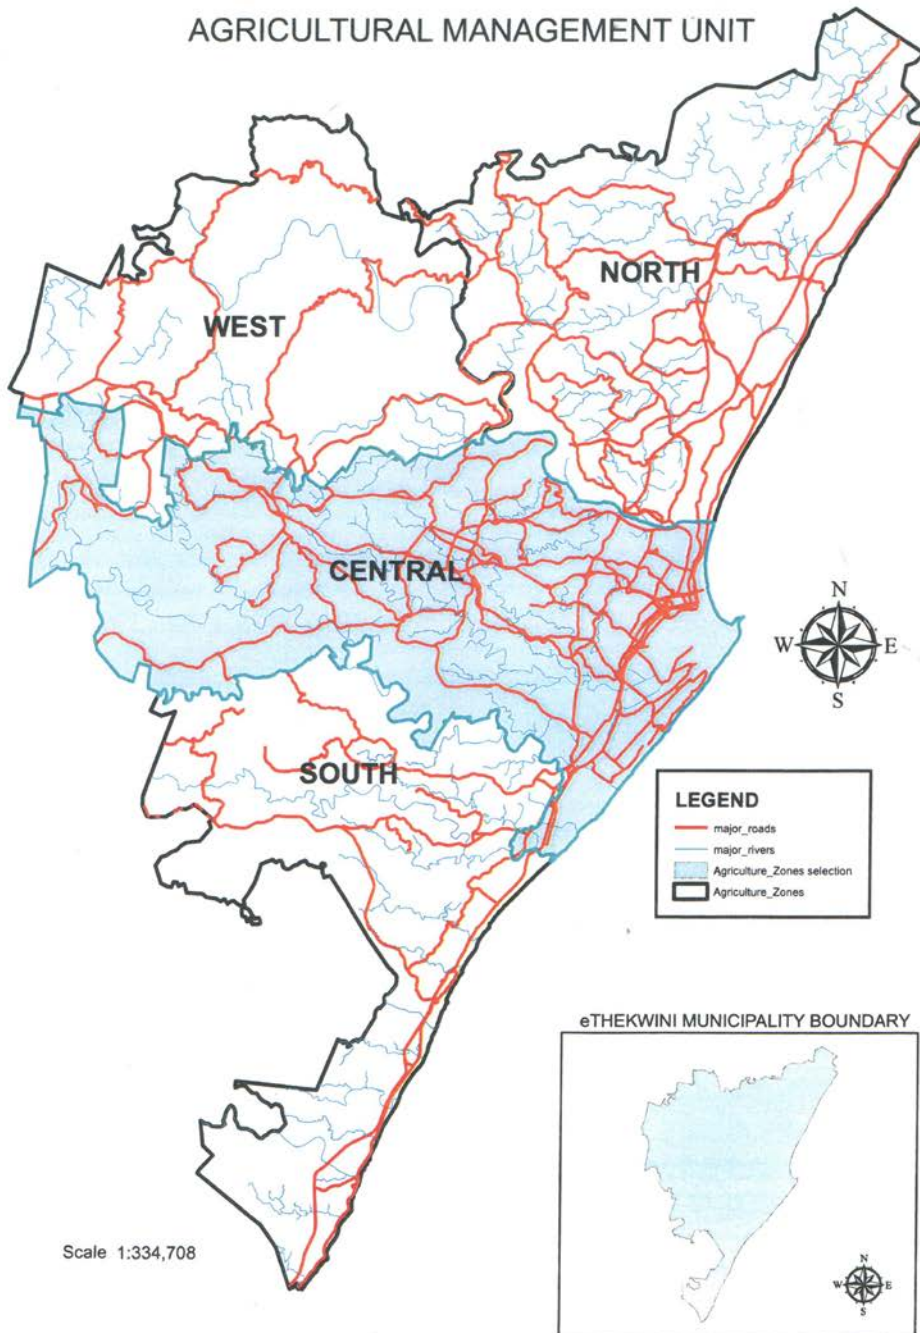 AGRICULTURAL MANAGEMENT UNIT
NORTH
WEST
CENTRAL
N
W E
S
SOUTH
LEGEND
major_roads
major_rivers
Agriculture_Zones selection
Agriculture_Zones
eTHEKWINI MUNICIPALITY BOUNDARY
Scale 1:334,708
N
W E
S